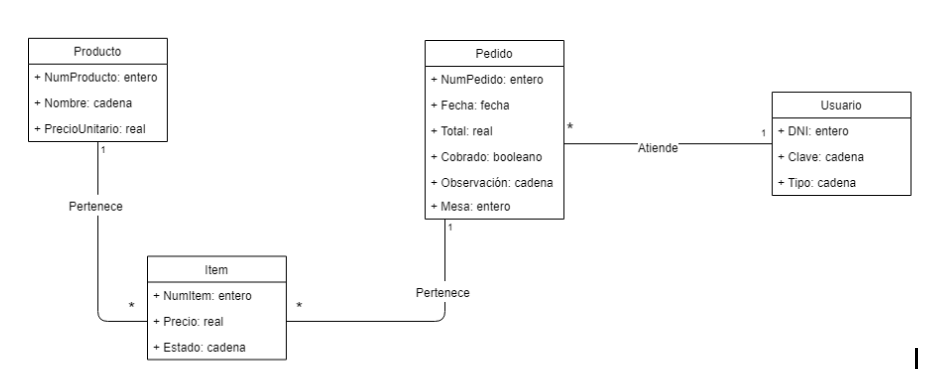 Producto
+ NumProducto: entero
+ Nombre: cadena
+ PrecioUnitario: real
1
Pertenece
*
Item
+ NumItem: entero
+ Precio: real
+ Estado: cadena
*
Pertenece
1
Pedido
+ NumPedido: entero
+ Fecha: fecha
+ Total: real
+ Cobrado: booleano
+ Observación: cadena
+ Mesa: entero
*
Atiende
1
Usuario
+ DNI: entero
+ Clave: cadena
+ Tipo: cadena